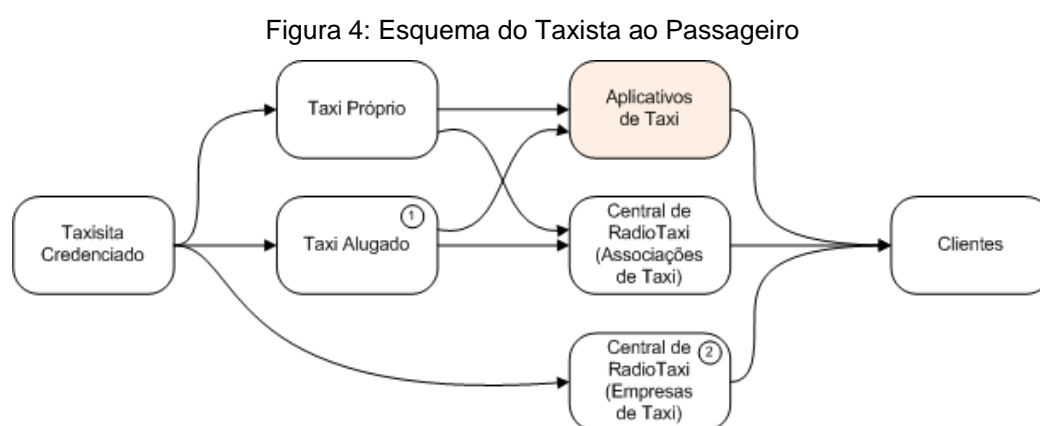 Figura 4: Esquema do Taxista ao Passageiro
Taxi Próprio
Aplicativos
de Taxi
Taxisita
Credenciado
1
Taxi Alugado
Central de
RadioTaxi
(Associações
de Taxi)
Clientes
Central de
2
RadioTaxi
(Empresas
de Taxi)